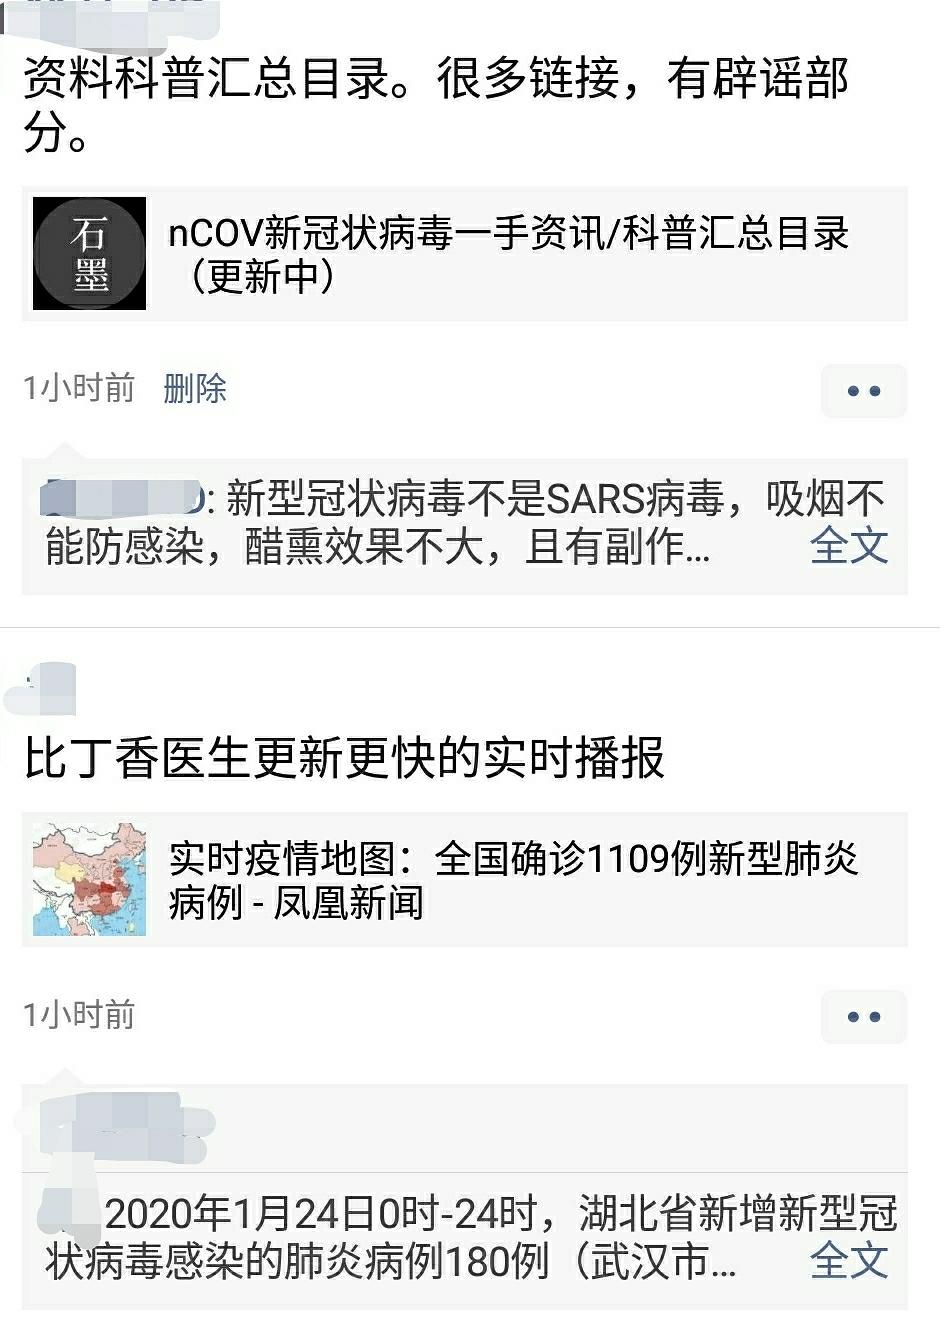 资料科普汇总目录。很多链接，有辟谣部
分。
石
墨
nCOV新冠状病毒一手资讯/科普汇总目录
（更新中）
1小时前 删除
: 新型冠状病毒不是SARS病毒，吸烟不
能防感染，醋熏效果不大，且有副作... 全文
比丁香医生更新更快的实时播报
实时疫情地图：全国确诊1109例新型肺炎
病例 - 凤凰新闻
1小时前
2020年1月24日0时-24时，湖北省新增新型冠
状病毒感染的肺炎病例180例（武汉市... 全文